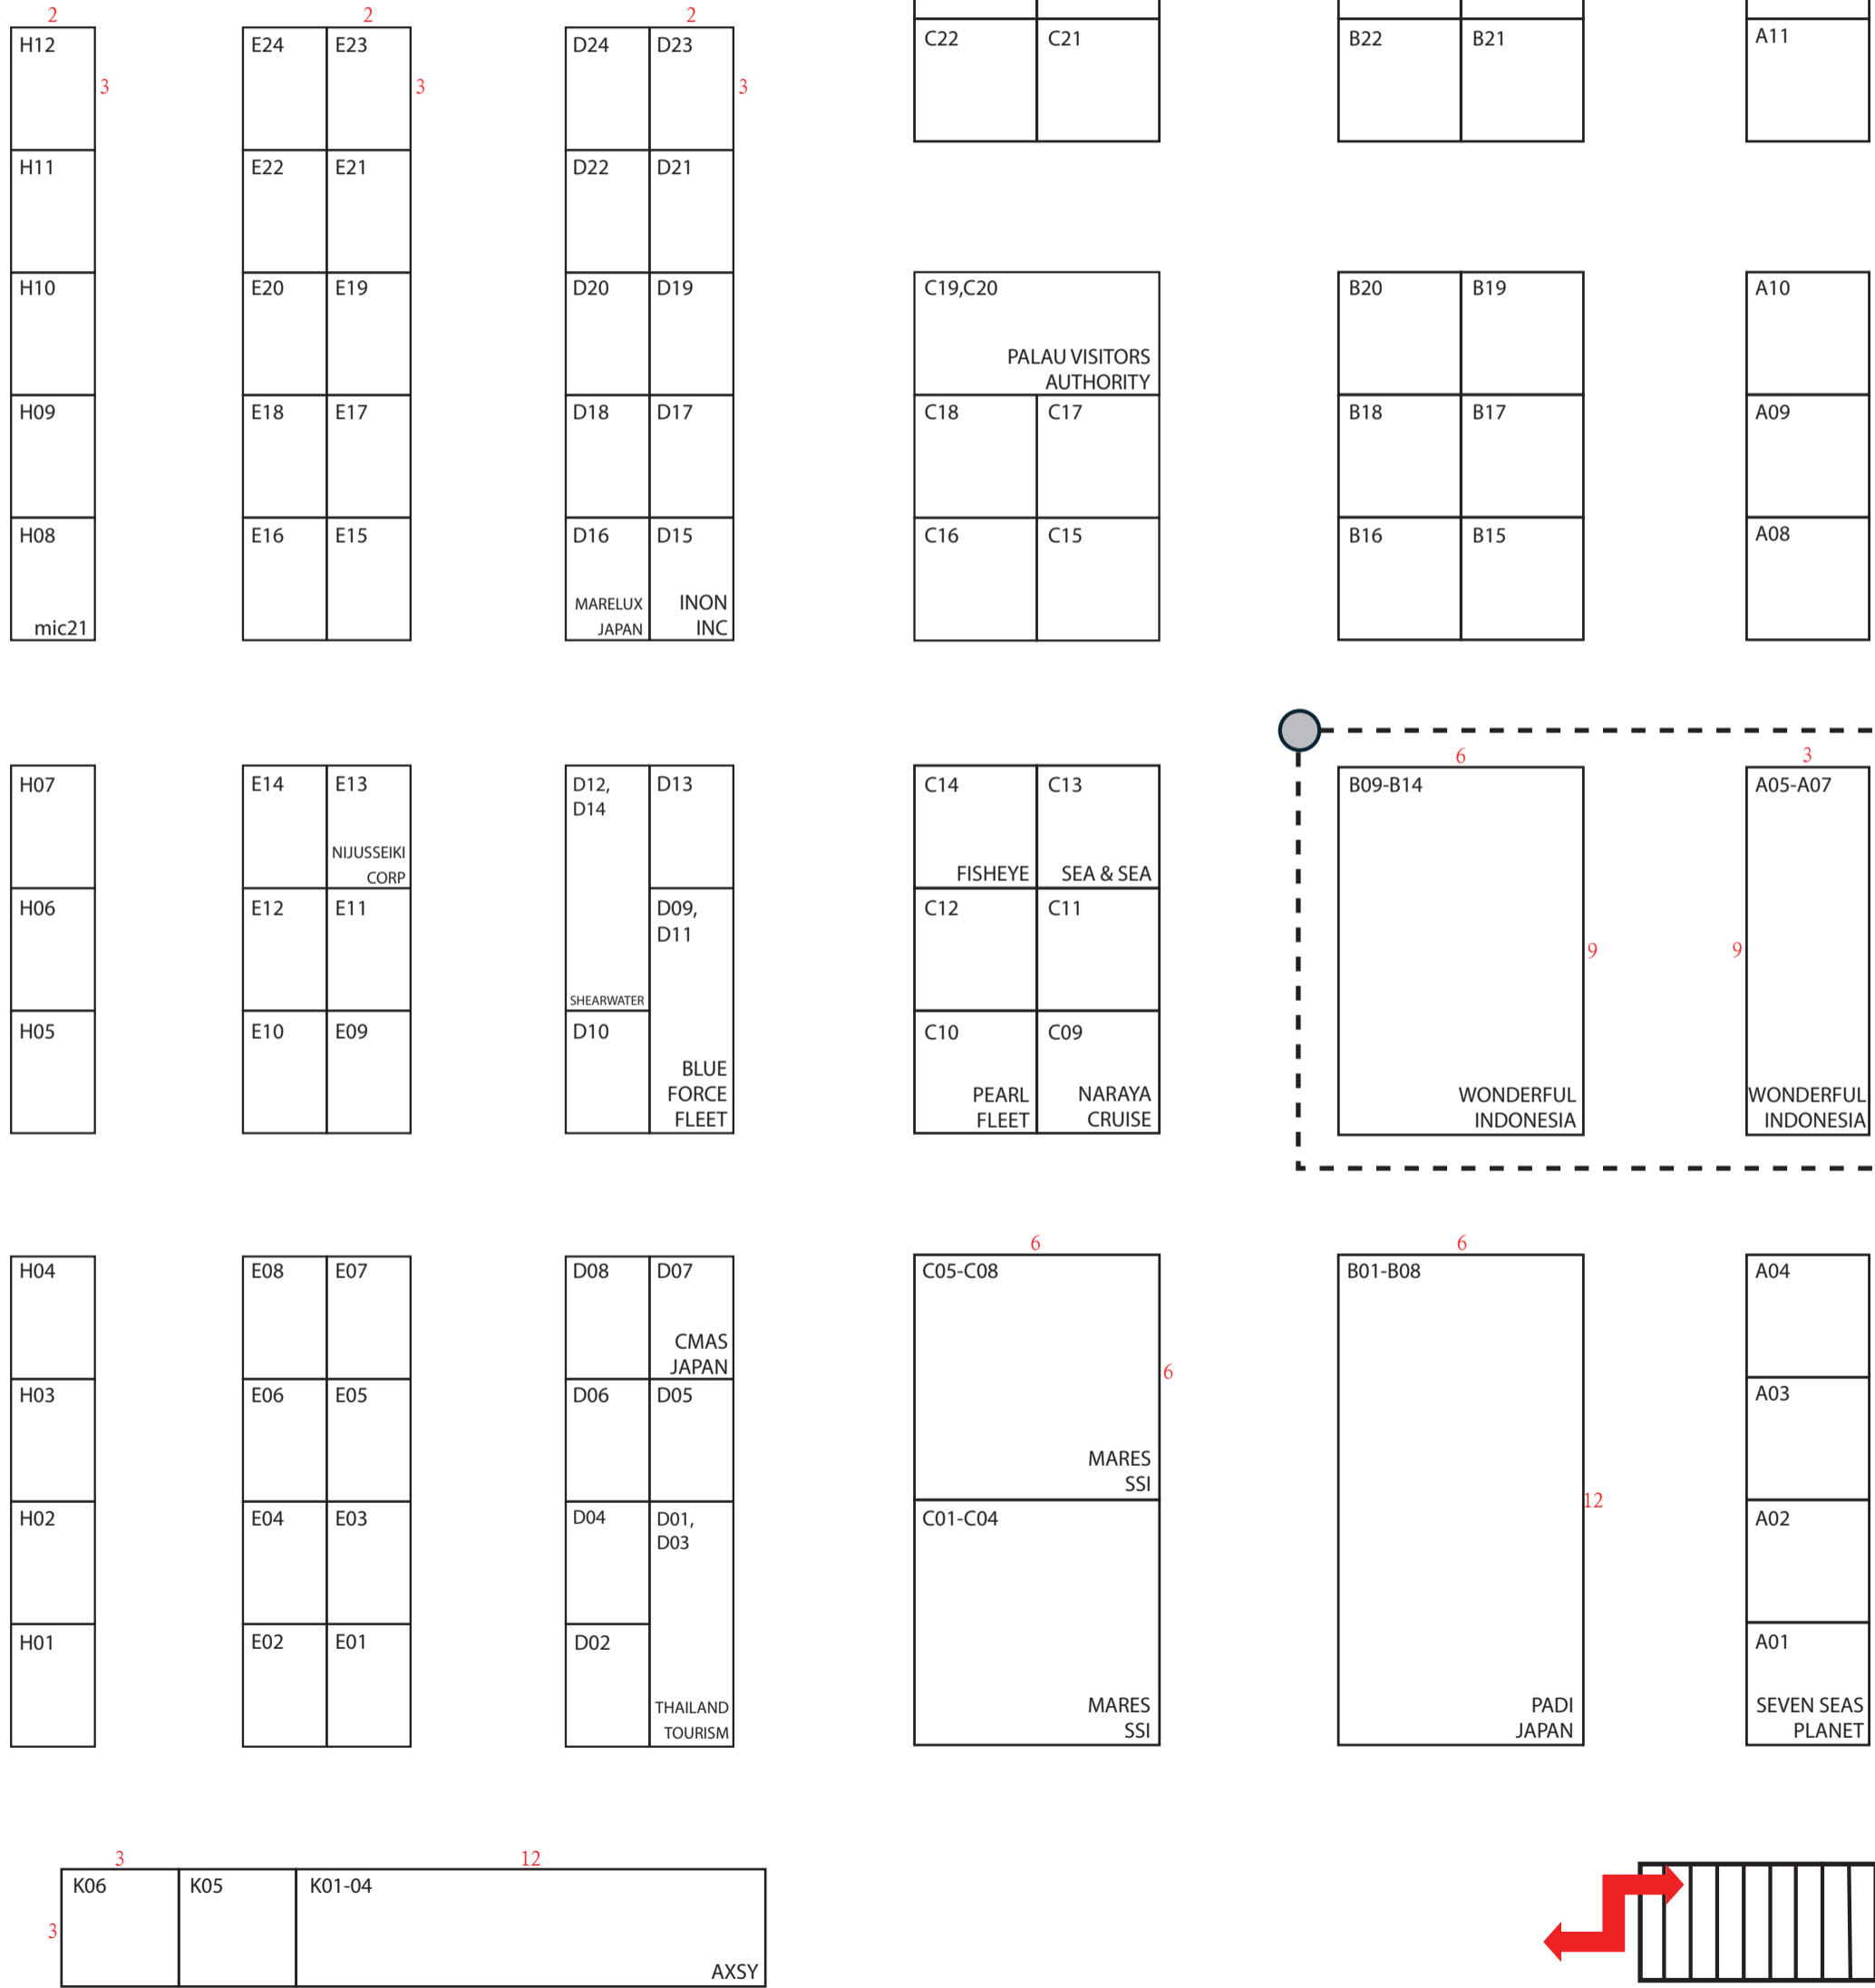 2
2
2
H12
3
E24
E23
3
D24
D23
3
C22
C21
B22
B21
A11
H11
E22
E21
D22
D21
H10
E20
E19
D20
D19
C19,C20
PALAU VISITORS
AUTHORITY
B20
B19
A10
H09
E18
E17
D18
D17
C18
C17
B18
B17
A09
H08
mic21
E16
E15
D16
MARELUX
JAPAN
D15
INON
INC
C16
C15
B16
B15
A08
H07
E14
E13
NIJUSSEIKI
CORP
D12,
D14
SHEARWATER
D13
C14
FISHEYE
C13
SEA & SEA
6
B09-B14
9
WONDERFUL
INDONESIA
3
A05-A07
9
WONDERFUL
INDONESIA
H06
E12
E11
D09,
D11
BLUE
FORCE
FLEET
C12
C11
H05
E10
E09
D10
C10
PEARL
FLEET
C09
NARAYA
CRUISE
H04
E08
E07
D08
D07
CMAS
JAPAN
6
C05-C08
6
MARES
SSI
6
B01-B08
12
PADI
JAPAN
A04
H03
E06
E05
D06
D05
A03
H02
E04
E03
D04
D01,
D03
THAILAND
TOURISM
C01-C04
MARES
SSI
A02
H01
E02
E01
D02
A01
SEVEN SEAS
PLANET
3
12
3
K06
K05
K01-04
AXSY